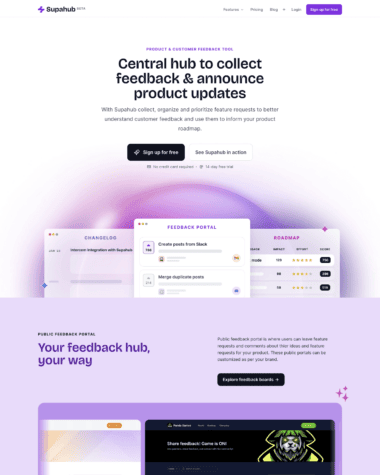 Supahub BETA
Features Pricing Blog Login Sign up for free
PRODUCT & CUSTOMER FEEDBACK TOOL
Central hub to collect
feedback & announce
product updates
With Supahub collect, organize and prioritize feature requests to better
understand customer feedback and use them to inform your product
roadmap.
Sign up for free See Supahub in action
No credit card required 14-day free trial
FEEDBACK PORTAL
CHANGELOG
ROADMAP
Create posts from Slack
Intercom Integration with Supahub
IMPACT EFFORT SCORE
Merge duplicate posts
PUBLIC FEEDBACK PORTAL
Your feedback hub,
your way
Public feedback portal is where users can leave feature
requests and comments about their ideas and feature
requests for your product. These public portals can be
customized as per your brand.
Explore feedback boards →
Share feedback: Game is ON!